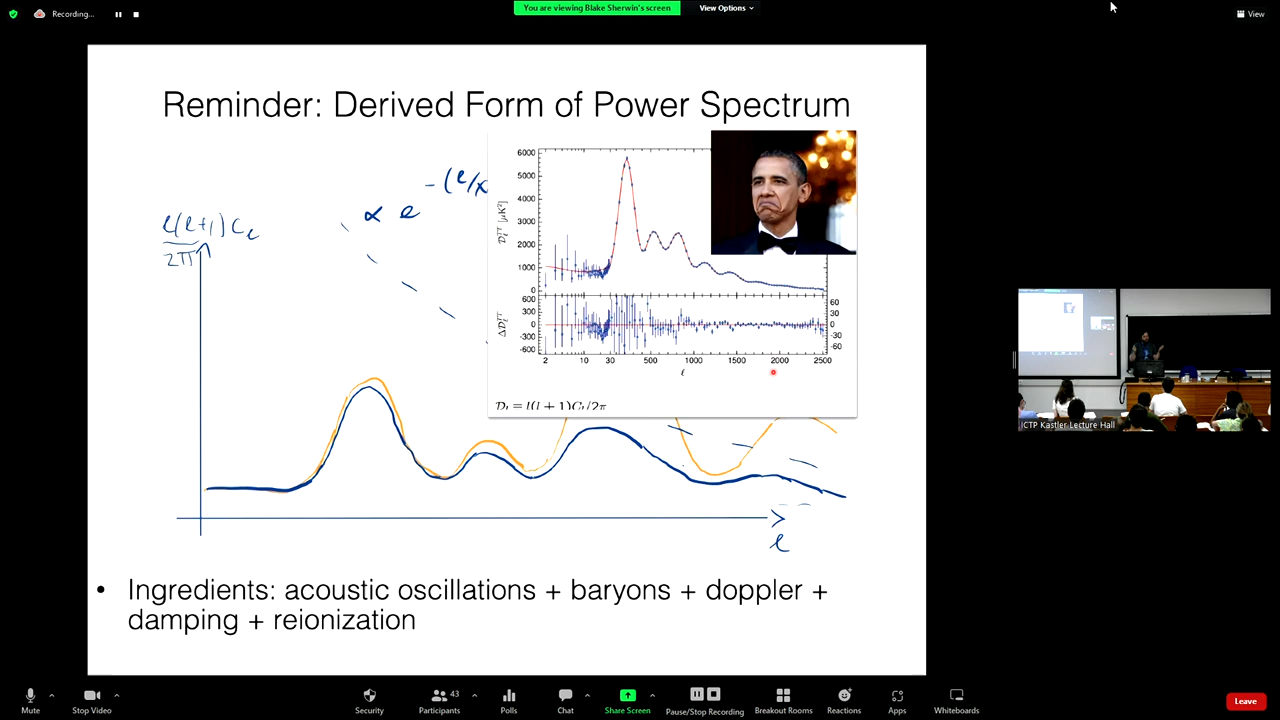 Recording...
You are viewing Blake Sherwin's screen
View Options
View
Reminder: Derived Form of Power Spectrum
∝ e -(ℓ/
ℓ(ℓ+1)Cℓ
2π
ℓ
6000
5000
4000
3000
2000
1000
0
D_ℓ^TT [μK²]
600
300
0
-300
-600
ΔD_ℓ^TT
60
30
0
-30
-60
2 10 30 500 1000 1500 2000 2500
ℓ
D_ℓ = l(l + 1)C_ℓ/2π
• Ingredients: acoustic oscillations + baryons + doppler +
damping + reionization
ICTP Kastler Lecture Hall
Mute
Stop Video
Security
43
Participants
Polls
Chat
Share Screen
Pause/Stop Recording
Breakout Rooms
Reactions
Apps
Whiteboards
Leave